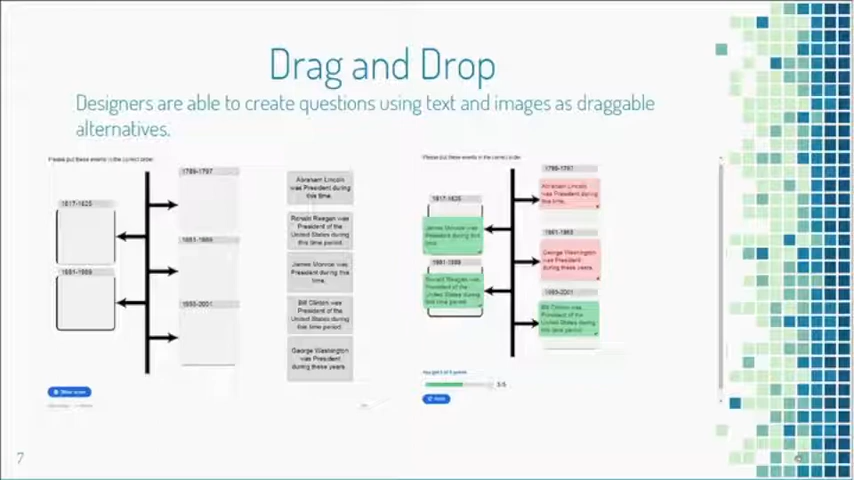 Drag and Drop
Designers are able to create questions using text and images as draggable
alternatives.
Please put these events in the correct order.
1789-1797
1817-1825
1981-1989
1993-2001
Abraham Lincoln
was President during
this time.
Ronald Reagan was
President of the
United States during
this time period.
James Monroe was
President during this
time.
Bill Clinton was
President of the
United States during
this time period.
George Washington
was President
during these years.
Please put these events in the correct order.
1789-1797
1817-1825
1981-1989
1993-2001
Abraham Lincoln
was President during
this time.
James Monroe was
President during this
time.
George Washington
was President during
these years.
Ronald Reagan was
President of the
United States during
this time period.
Bill Clinton was
President of the
United States during
this time period.
3/5
7